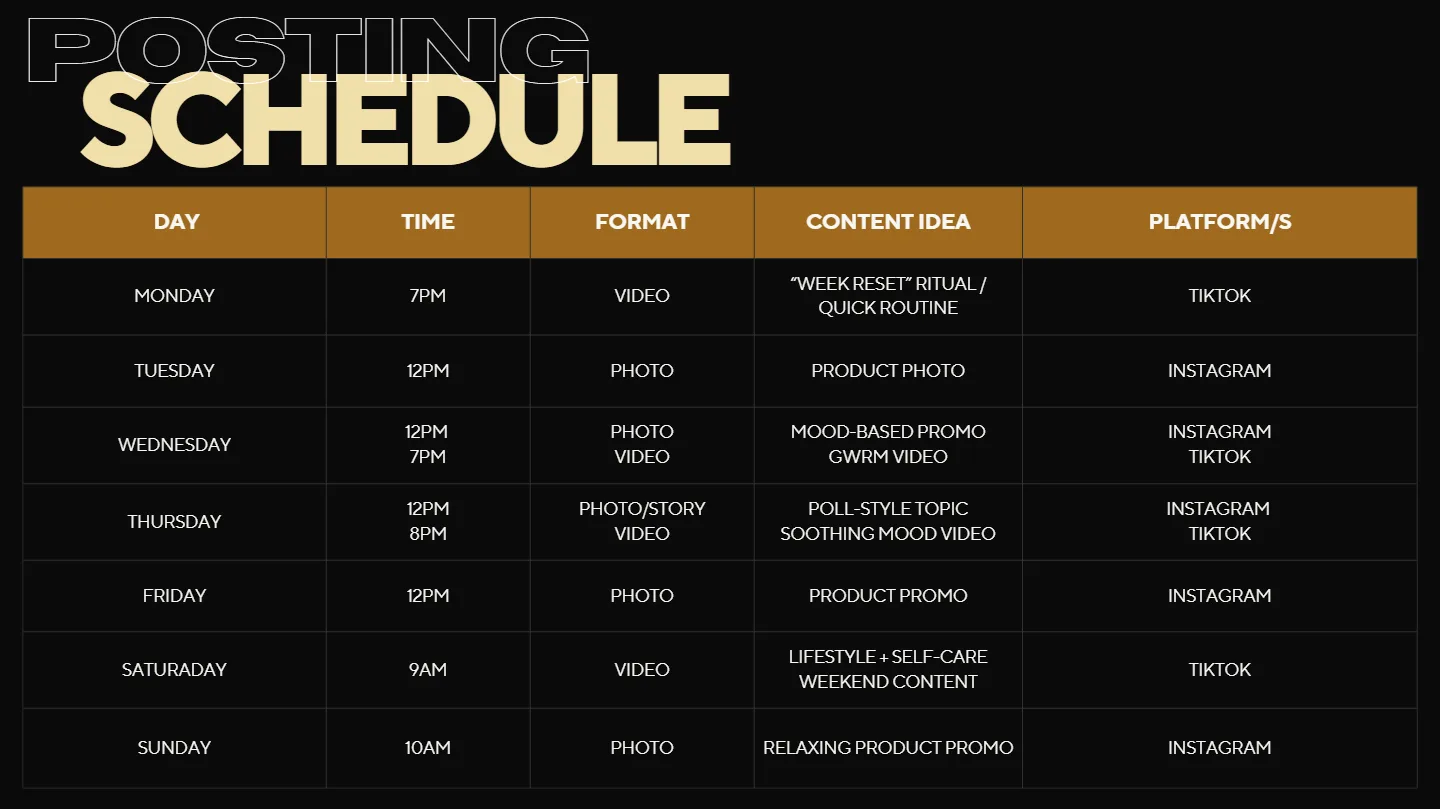 POSTING
SCHEDULE
DAY TIME FORMAT CONTENT IDEA PLATFORM/S
MONDAY 7PM VIDEO “WEEK RESET” RITUAL / TIKTOK
QUICK ROUTINE
TUESDAY 12PM PHOTO PRODUCT PHOTO INSTAGRAM
WEDNESDAY 12PM PHOTO MOOD-BASED PROMO INSTAGRAM
7PM VIDEO GWRM VIDEO TIKTOK
THURSDAY 12PM PHOTO/STORY POLL-STYLE TOPIC INSTAGRAM
8PM VIDEO SOOTHING MOOD VIDEO TIKTOK
FRIDAY 12PM PHOTO PRODUCT PROMO INSTAGRAM
SATURADAY 9AM VIDEO LIFESTYLE + SELF-CARE TIKTOK
WEEKEND CONTENT
SUNDAY 10AM PHOTO RELAXING PRODUCT PROMO INSTAGRAM